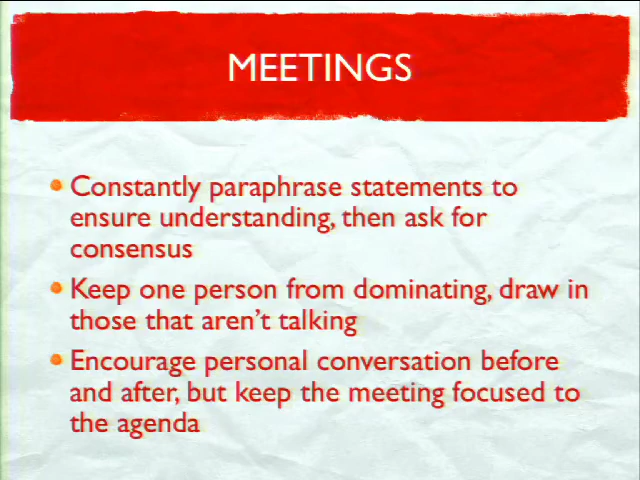 MEETINGS
Constantly paraphrase statements to
ensure understanding, then ask for
consensus
Keep one person from dominating, draw in
those that aren't talking
Encourage personal conversation before
and after, but keep the meeting focused to
the agenda